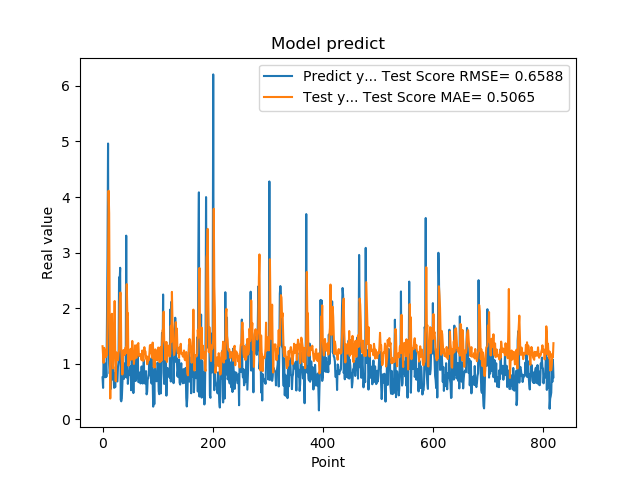 Model predict
Predict y... Test Score RMSE= 0.6588
Test y... Test Score MAE= 0.5065
Real value
6
5
4
3
2
1
0
0 200 400 600 800
Point